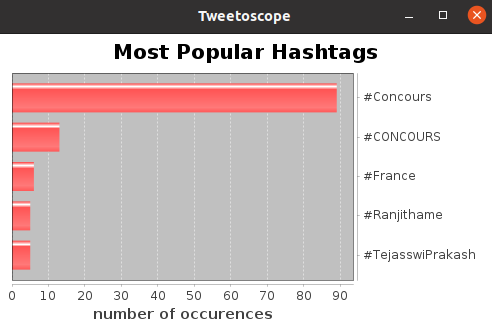 Tweetoscope
Most Popular Hashtags
#Concours
#CONCOURS
#France
#Ranjithame
#TejasswiPrakash
0 10 20 30 40 50 60 70 80 90
number of occurences